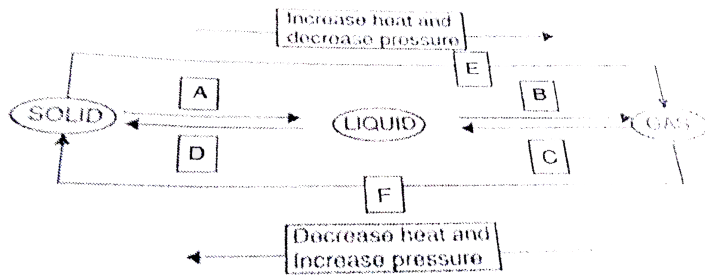 Increase heat and
decrease pressure
E
A
B
SOLID
LIQUID
GAS
D
C
F
Decrease heat and
Increase pressure